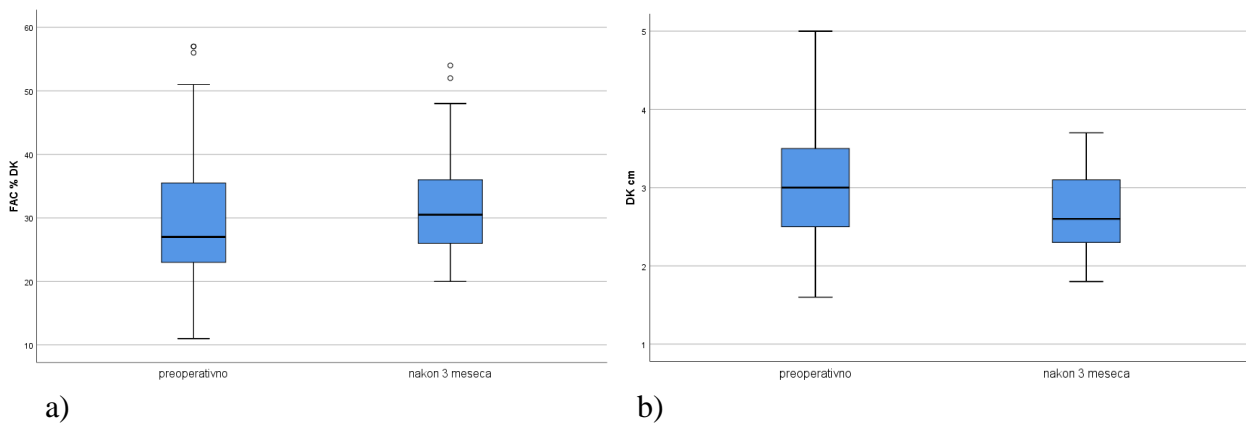 FAC % DK
60
50
40
30
20
10
preoperativno
nakon 3 meseca
a)
DK cm
5
4
3
2
1
preoperativno
nakon 3 meseca
b)